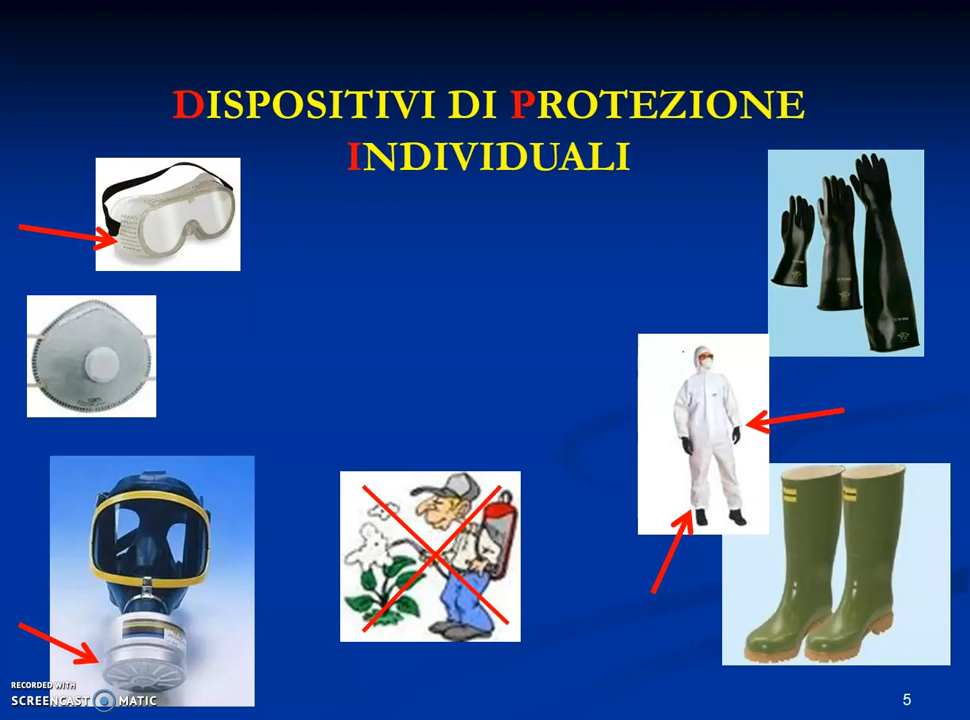 DISPOSITIVI DI PROTEZIONE
INDIVIDUALI
RECORDED WITH
SCREENCAST MATIC
5